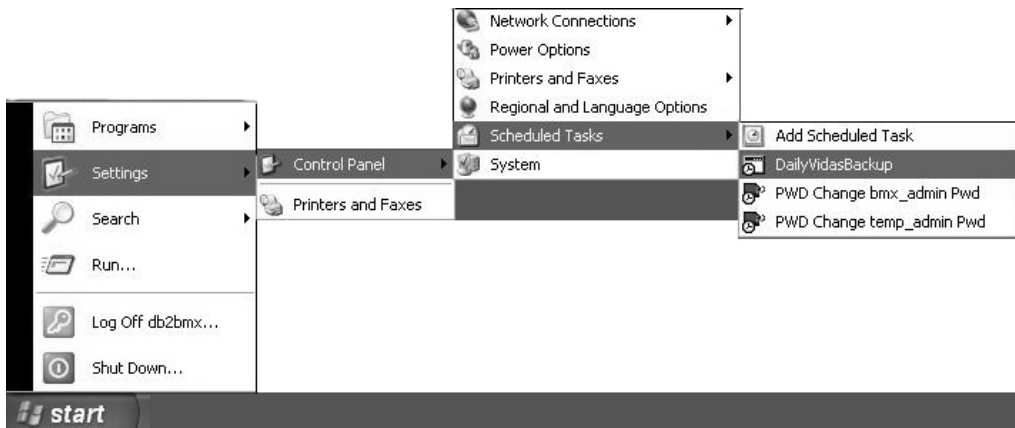 Programs
Settings
Search
Run...
Log Off db2bmx...
Shut Down...
start
Control Panel
Printers and Faxes
Network Connections
Power Options
Printers and Faxes
Regional and Language Options
Scheduled Tasks
System
Add Scheduled Task
DailyVidasBackup
PWD Change bmx_admin Pwd
PWD Change temp_admin Pwd